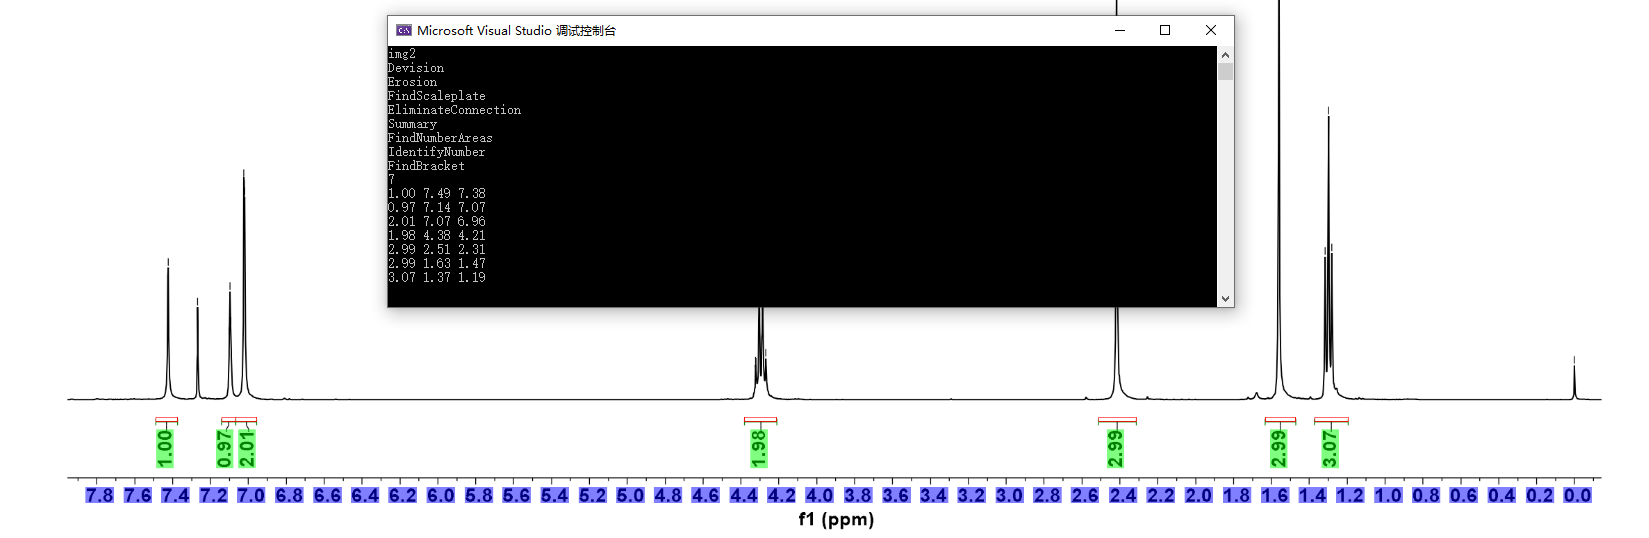 Microsoft Visual Studio 调试控制台
img2
Devision
Erosion
FindScaleplate
EliminateConnection
Summary
FindNumberAreas
IdentifyNumber
FindBracket
7
1.00 7.49 7.38
0.97 7.14 7.07
2.01 7.07 6.96
1.98 4.38 4.21
2.99 2.51 2.31
2.99 1.63 1.47
3.07 1.37 1.19
1.00 0.97 2.01 1.98 2.99 2.99 3.07
7.8 7.6 7.4 7.2 7.0 6.8 6.6 6.4 6.2 6.0 5.8 5.6 5.4 5.2 5.0 4.8 4.6 4.4 4.2 4.0 3.8 3.6 3.4 3.2 3.0 2.8 2.6 2.4 2.2 2.0 1.8 1.6 1.4 1.2 1.0 0.8 0.6 0.4 0.2 0.0
f1 (ppm)